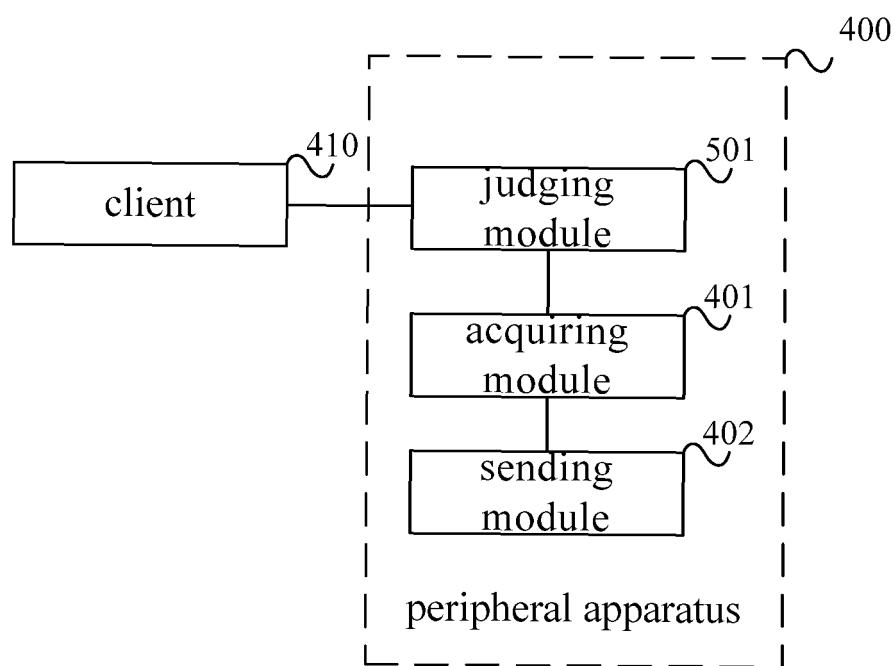 400
410
client
501
judging
module
401
acquiring
module
402
sending
module
peripheral apparatus